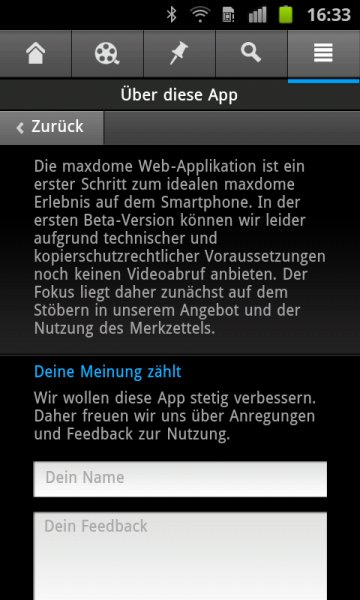 16:33
Über diese App
Zurück
Die maxdome Web-Applikation ist ein
erster Schritt zum idealen maxdome
Erlebnis auf dem Smartphone. In der
ersten Beta-Version können wir leider
aufgrund technischer und
kopierschutzrechtlicher Voraussetzungen
noch keinen Videoabruf anbieten. Der
Fokus liegt daher zunächst auf dem
Stöbern in unserem Angebot und der
Nutzung des Merkzettels.
Deine Meinung zählt
Wir wollen diese App stetig verbessern.
Daher freuen wir uns über Anregungen
und Feedback zur Nutzung.
Dein Name
Dein Feedback